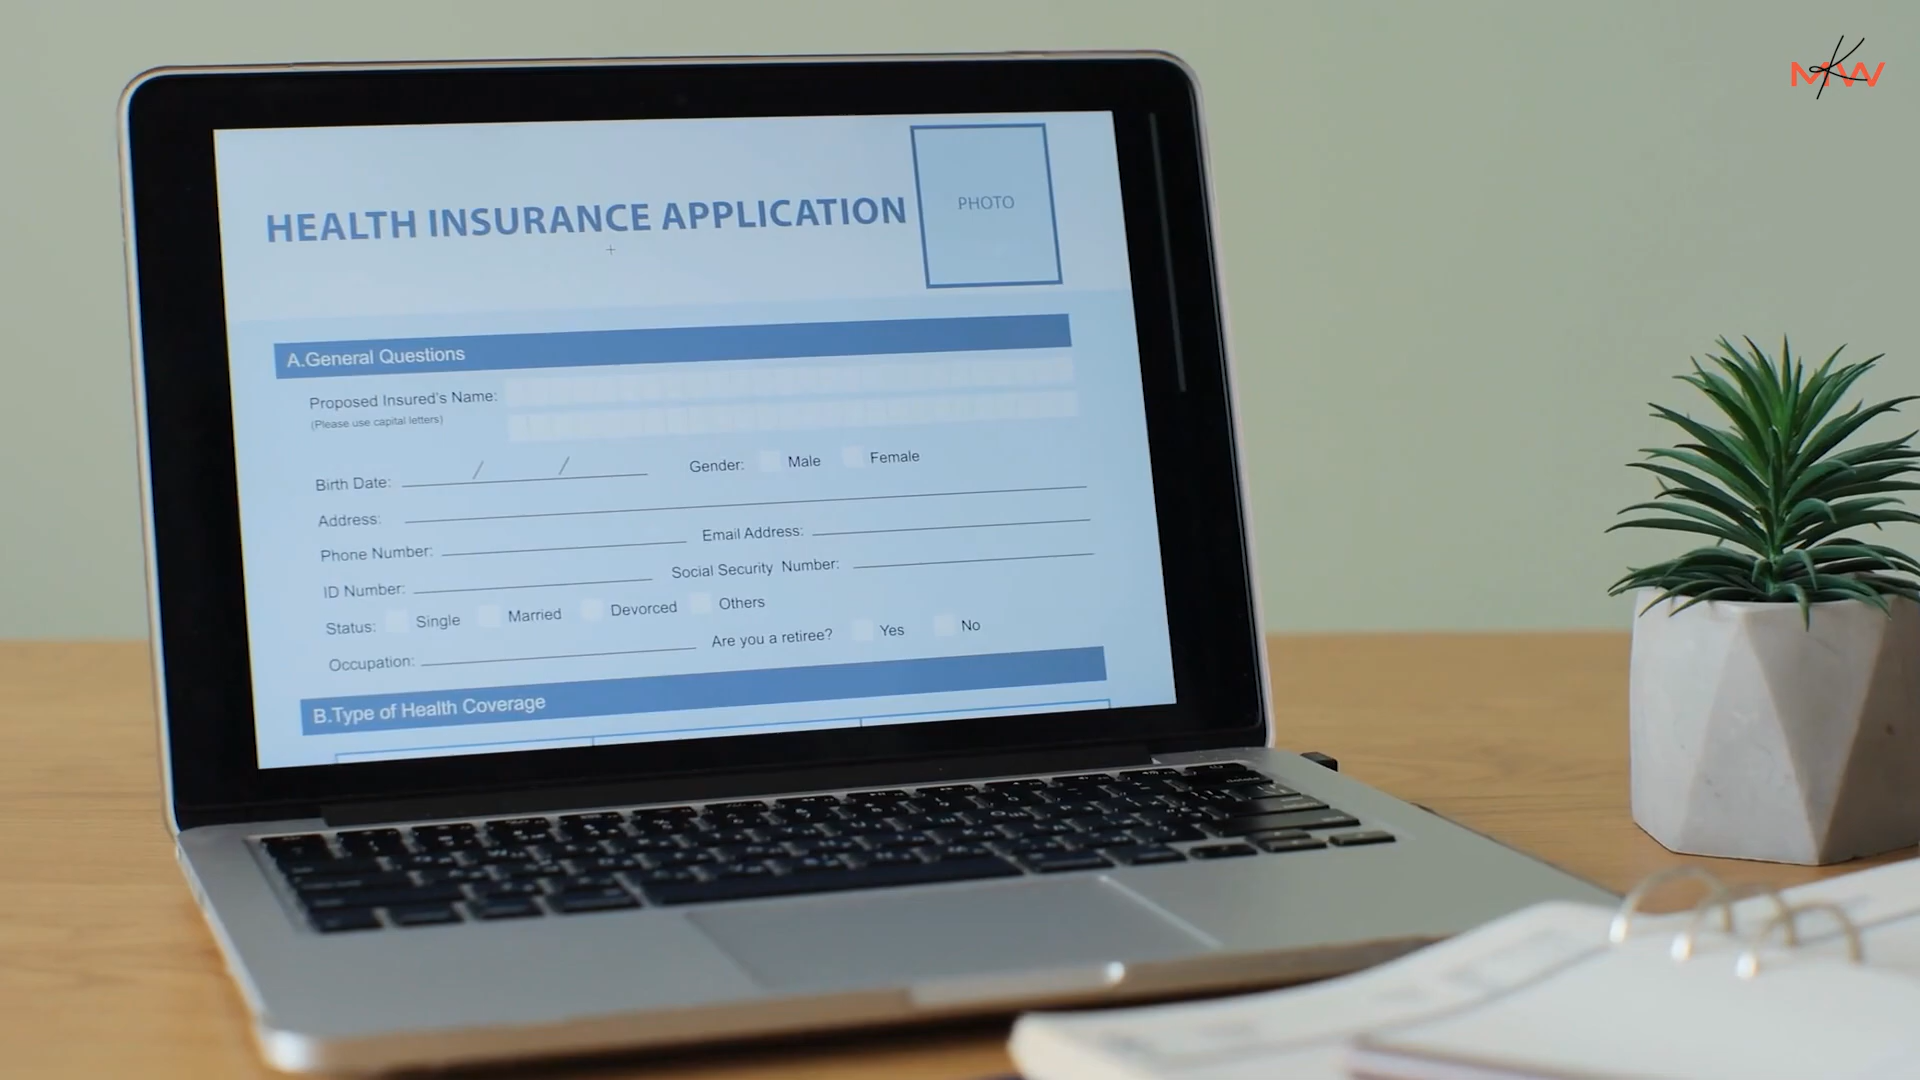 MKW
HEALTH INSURANCE APPLICATION
PHOTO
A.General Questions
Proposed Insured's Name:
(Please use capital letters)
Birth Date: / / Gender: Male Female
Address:
Phone Number: Email Address:
ID Number: Social Security Number:
Status: Single Married Devorced Others
Occupation: Are you a retiree? Yes No
B.Type of Health Coverage